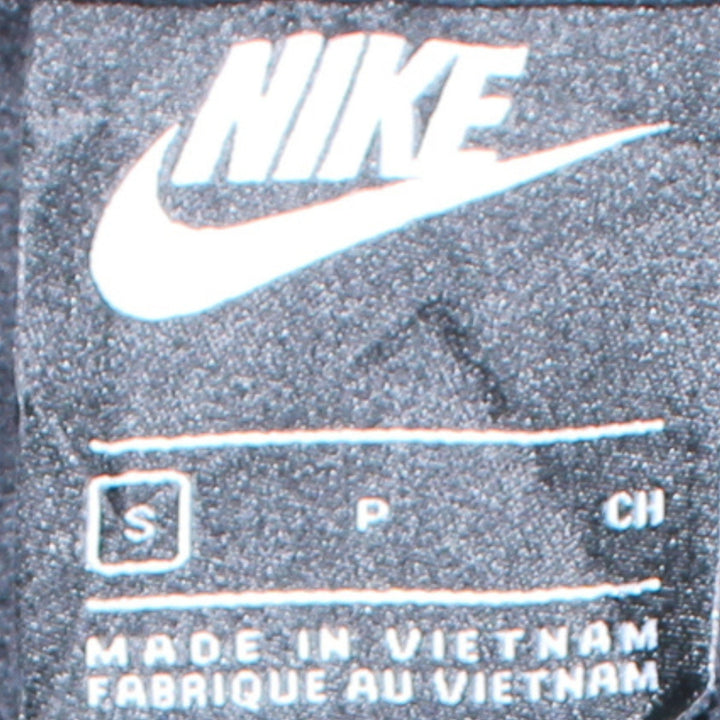 NIKE
S P CH
MADE IN VIETNAM
FABRIQUE AU VIETNAM